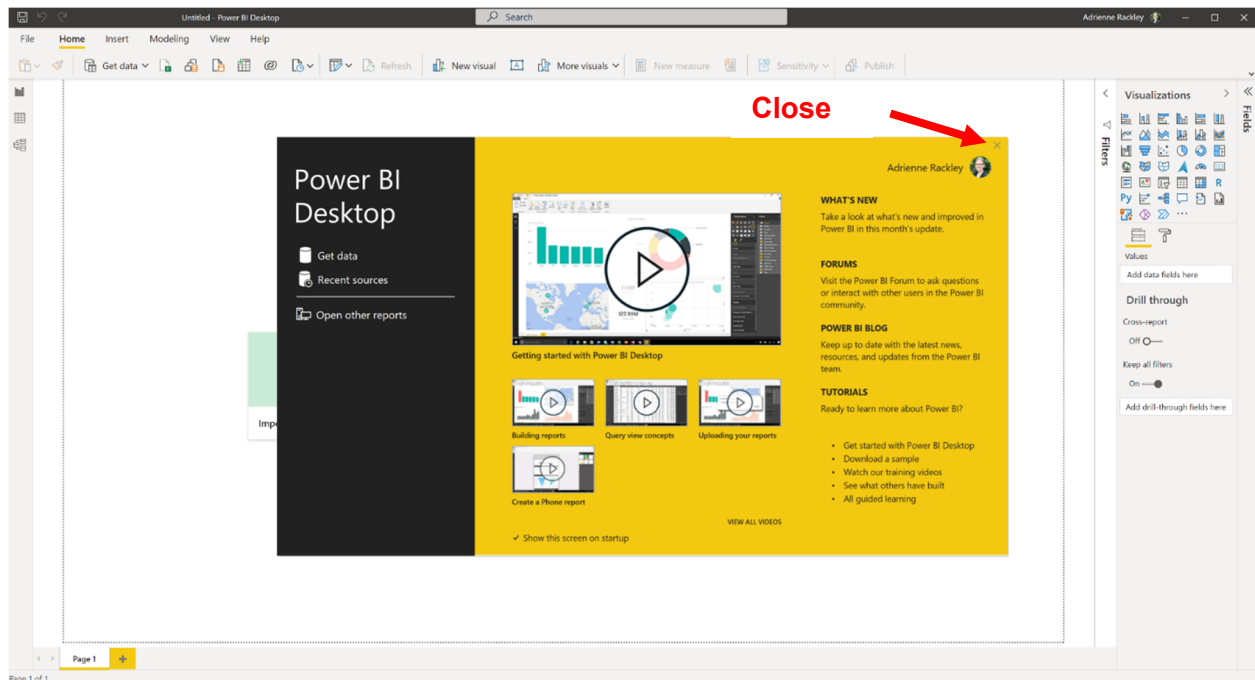 Untitled - Power BI Desktop
Search
Adrienne Rackley
File Home Insert Modeling View Help
Get data
Refresh
New visual
A
More visuals
New measure
Sensitivity
Publish
Close
Visualizations
Filters
Fields
Power BI
Desktop
Get data
Recent sources
Open other reports
Adrienne Rackley
Getting started with Power BI Desktop
Building reports
Query view concepts
Uploading your reports
Create a Phone report
VIEW ALL VIDEOS
Show this screen on startup
WHAT'S NEW
Take a look at what's new and improved in
Power BI in this month's update.
FORUMS
Visit the Power BI Forum to ask questions
or interact with other users in the Power BI
community.
POWER BI BLOG
Keep up to date with the latest news,
resources, and updates from the Power BI
team.
TUTORIALS
Ready to learn more about Power BI?
• Get started with Power BI Desktop
• Download a sample
• Watch our training videos
• See what others have built
• All guided learning
Impo
R
Py
Values
Add data fields here
Drill through
Cross-report
Off
Keep all filters
On
Add drill-through fields here
Page 1
Page 1 of 1